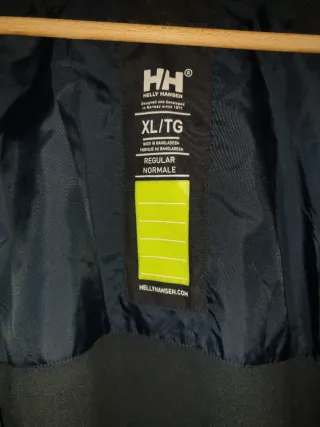 HH®
HELLY HANSEN
Designed and developed
in Norway since 1877
XL/TG
MADE IN BANGLADESH
FABRIQUÉ AU BANGLADESH
REGULAR
NORMALE
HELLYHANSEN.COM